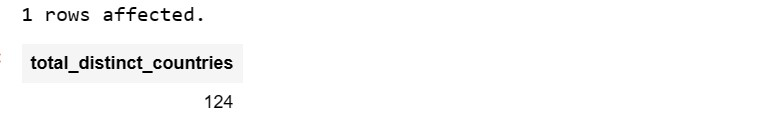 1 rows affected.
total_distinct_countries
124